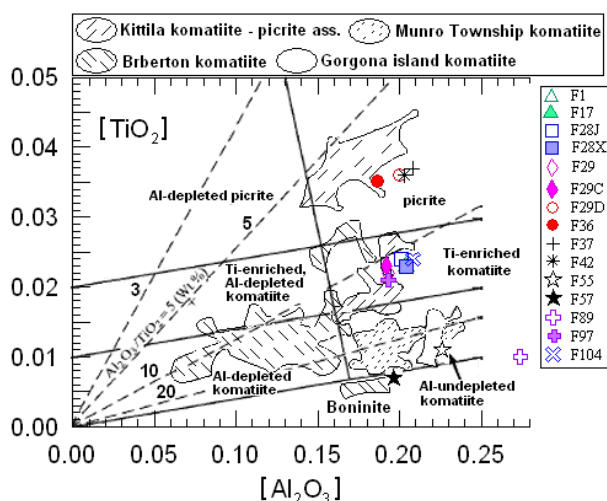 Kittila komatiite - picrite ass.
Munro Township komatiite
Brberton komatiite
Gorgona island komatiite
0.05
0.04
0.03
0.02
0.01
0.00
[TiO2]
Al-depleted picrite
5
picrite
3
Al2O3/TiO2 = 5 (Wt.%)
Ti-enriched,
Al-depleted
komatiite
Ti-enriched
komatiite
10
20
Al-depleted
komatiite
Al-undepleted
komatiite
Boninite
0.00
0.05
0.10
0.15
0.20
0.25
0.30
[Al2O3]
F1
F17
F28J
F28X
F29
F29C
F29D
F36
F37
F42
F55
F57
F89
F97
F104